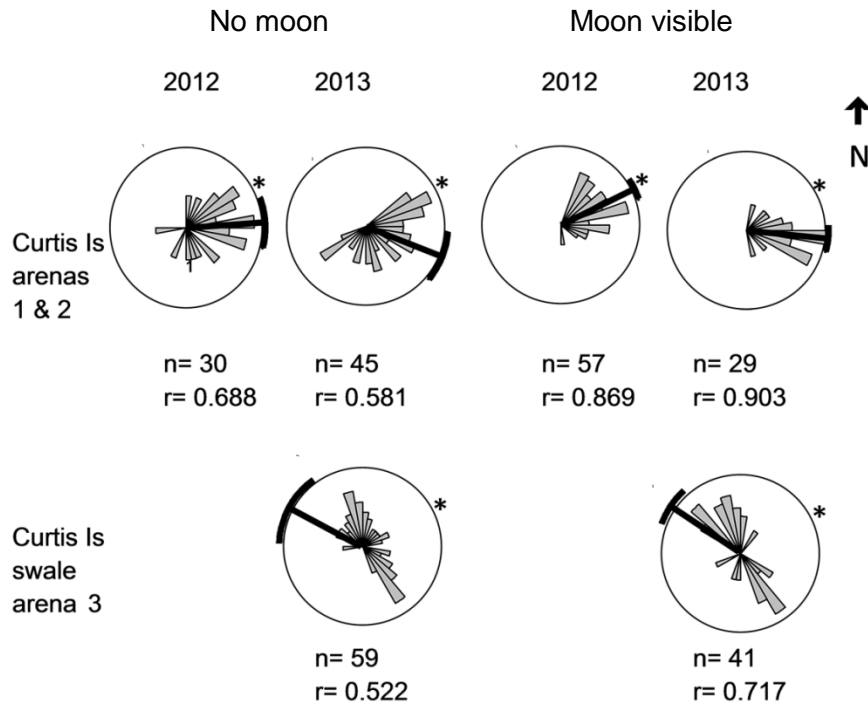 No moon Moon visible
2012 2013 2012 2013
N
* * * *
Curtis Is
arenas
1 & 2
n= 30 n= 45 n= 57 n= 29
r= 0.688 r= 0.581 r= 0.869 r= 0.903
* *
Curtis Is
swale
arena 3
n= 59 n= 41
r= 0.522 r= 0.717